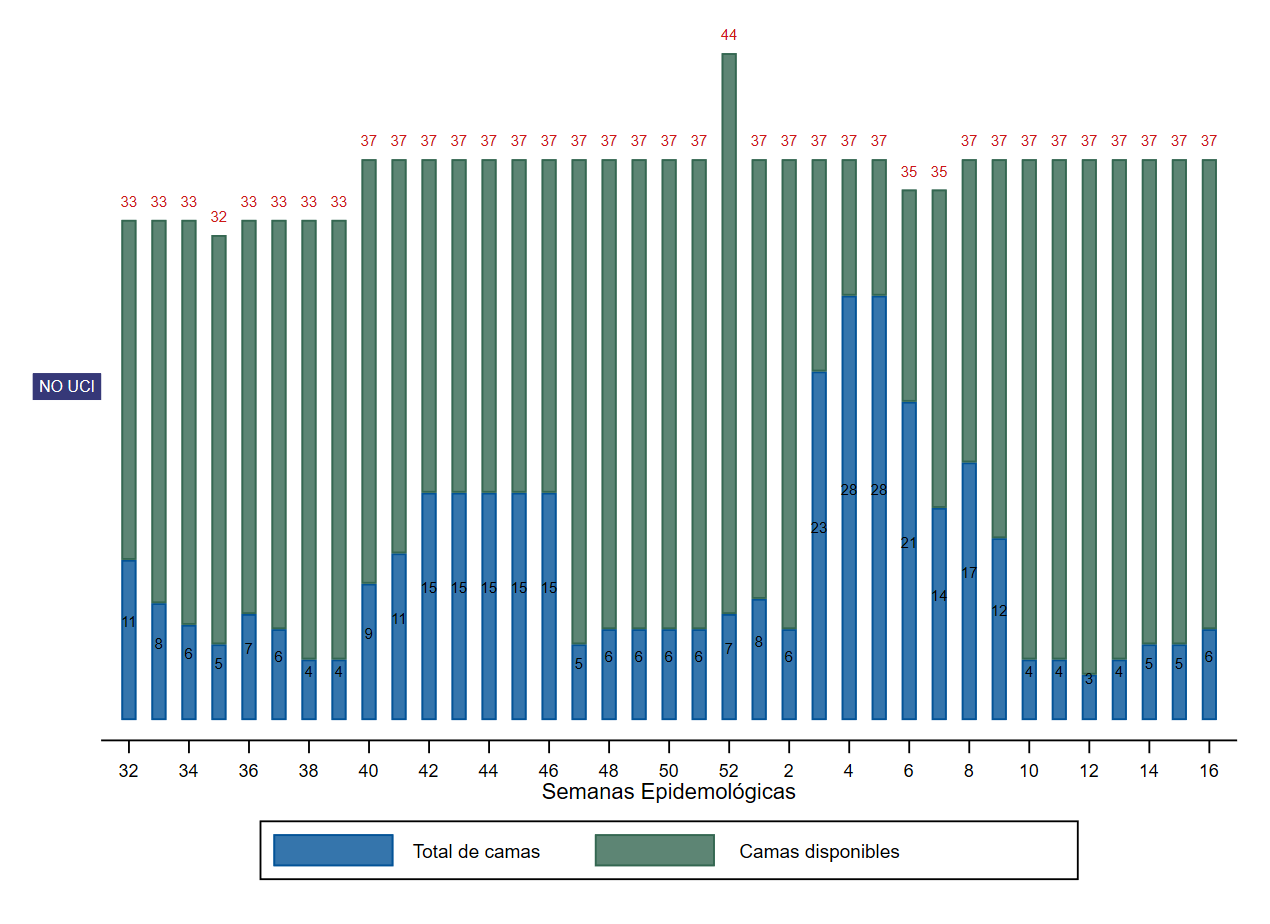 44
37 37 37 37 37 37 37 37 37 37 37 37 37 37 37 37 37 37 37 37 37 37 37 37 37 37
35 35
33 33 33 32 33 33 33 33
NO UCI
11 8 6 5 7 6 4 4 9 11 15 15 15 15 15 5 6 6 6 6 7 8 6 23 28 28 21 14 17 12 4 4 3 4 5 5 6
32 34 36 38 40 42 44 46 48 50 52 2 4 6 8 10 12 14 16
Semanas Epidemológicas
Total de camas Camas disponibles